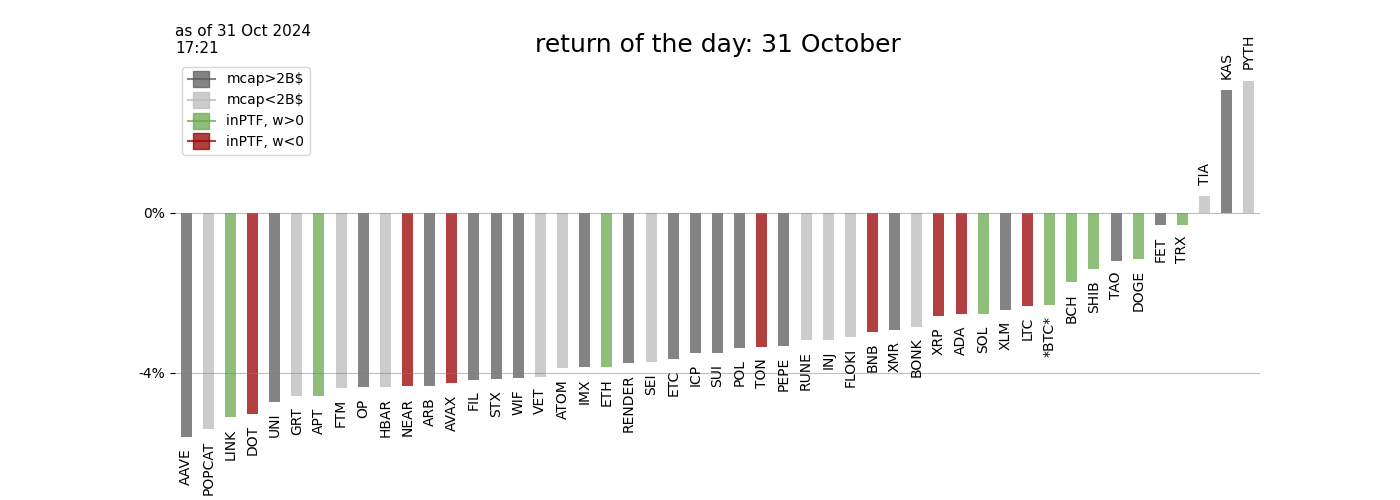 as of 31 Oct 2024
17:21
return of the day: 31 October
mcap>2B$
mcap<2B$
inPTF, w>0
inPTF, w<0
0%
-4%
AAVE
POPCAT
LINK
DOT
UNI
GRT
APT
FTM
OP
HBAR
NEAR
ARB
AVAX
FIL
STX
WIF
VET
ATOM
IMX
ETH
RENDER
SEI
ETC
ICP
SUI
POL
TON
PEPE
RUNE
INJ
FLOKI
BNB
XMR
BONK
XRP
ADA
SOL
XLM
LTC
*BTC*
BCH
SHIB
TAO
DOGE
FET
TRX
TIA
KAS
PYTH